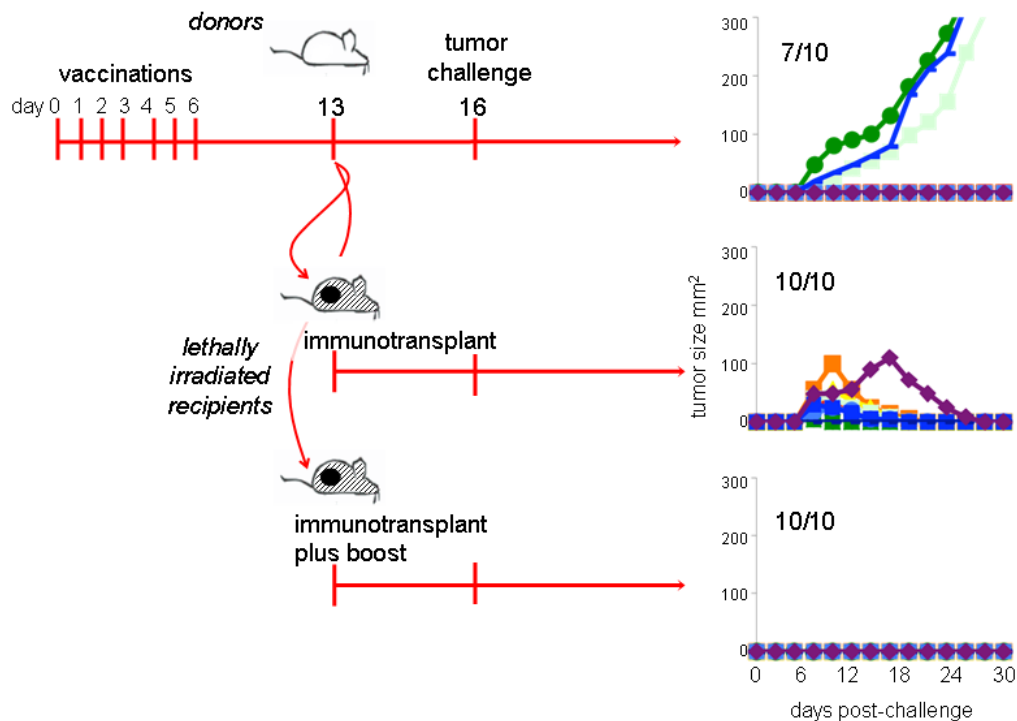 donors
vaccinations
day 0 1 2 3 4 5 6
13
tumor
challenge
16
300
200
100
0
7/10
lethally
irradiated
recipients
immunotransplant
tumor size mm²
300
200
100
0
10/10
immunotransplant
plus boost
300
200
100
0
10/10
0 6 12 18 24 30
days post-challenge